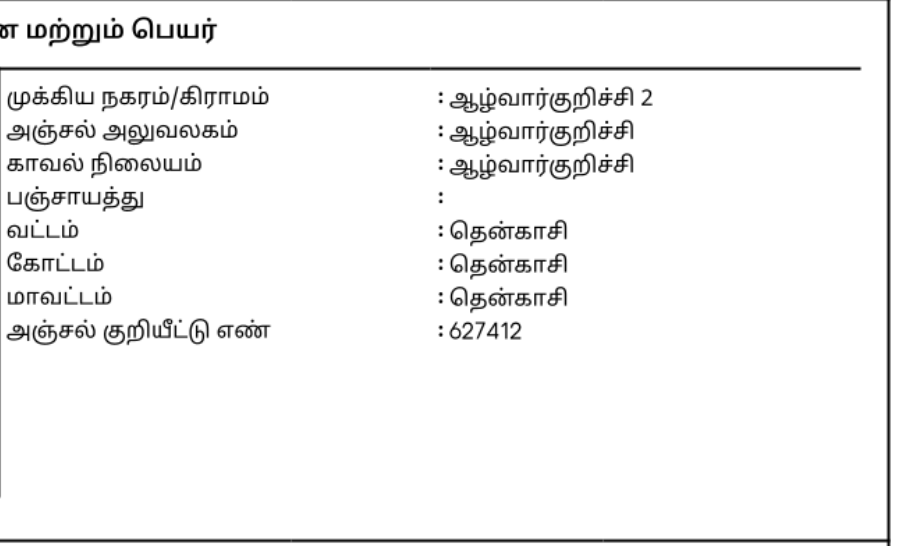 மற்றும் பெயர்
முக்கிய நகரம்/கிராமம் : ஆழ்வார்குறிச்சி 2
அஞ்சல் அலுவலகம் : ஆழ்வார்குறிச்சி
காவல் நிலையம் : ஆழ்வார்குறிச்சி
பஞ்சாயத்து :
வட்டம் : தென்காசி
கோட்டம் : தென்காசி
மாவட்டம் : தென்காசி
அஞ்சல் குறியீட்டு எண் : 627412